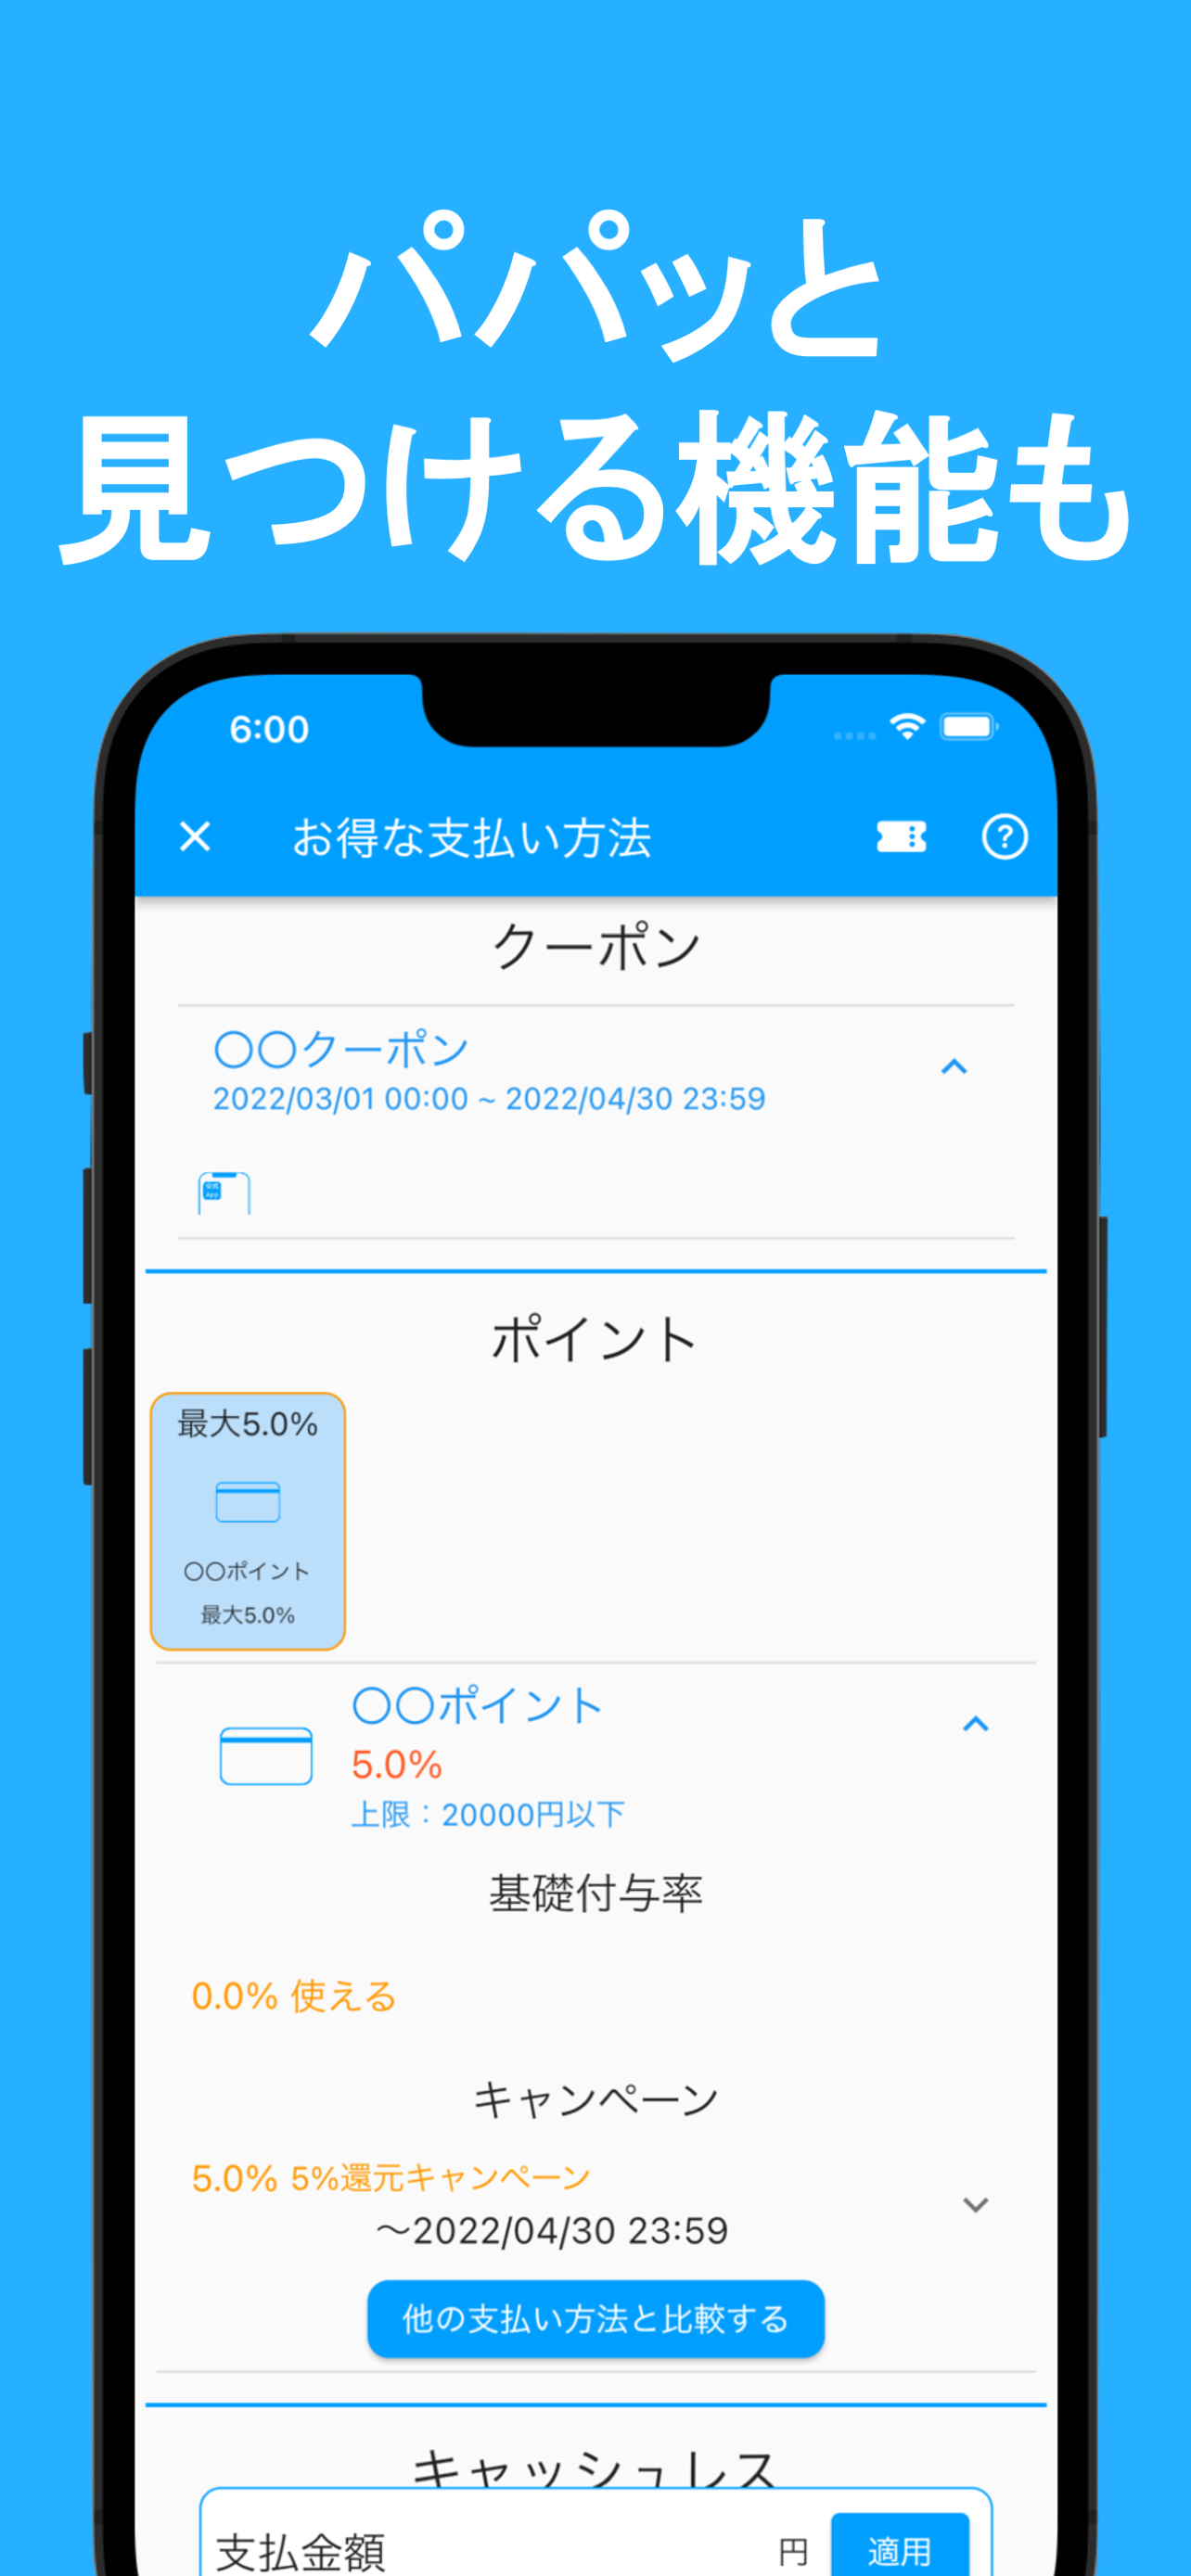 パパッと
見つける機能も
6:00
お得な支払い方法
クーポン
〇〇クーポン
2022/03/01 00:00 ~ 2022/04/30 23:59
公式
App
ポイント
最大5.0%
〇〇ポイント
最大5.0%
〇〇ポイント
5.0%
上限：20000円以下
基礎付与率
0.0% 使える
キャンペーン
5.0% 5%還元キャンペーン
～2022/04/30 23:59
他の支払い方法と比較する
キャッシュレス
支払金額 円 適用